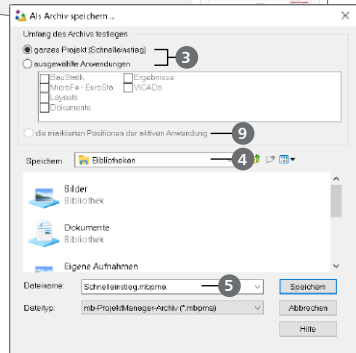 Als Archiv speichern ...
Umfang des Archivs festlegen
ganzes Projekt (Schnelleinstieg)
3
ausgewählte Anwendungen
BauStatik Ergebnisse
MicroFe - EuroSta ViCADo
Layouts
Dokumente
die markierten Positionen der aktiven Anwendung 9
Speichern Bibliotheken 4
Bilder
Bibliothek
Dokumente
Bibliothek
Eigene Aufnahmen
Dateiname: Schnelleinstieg.mbpma 5 Speichern
Dateityp: mb-ProjektManager-Archiv (*.mbpma) Abbrechen
Hilfe